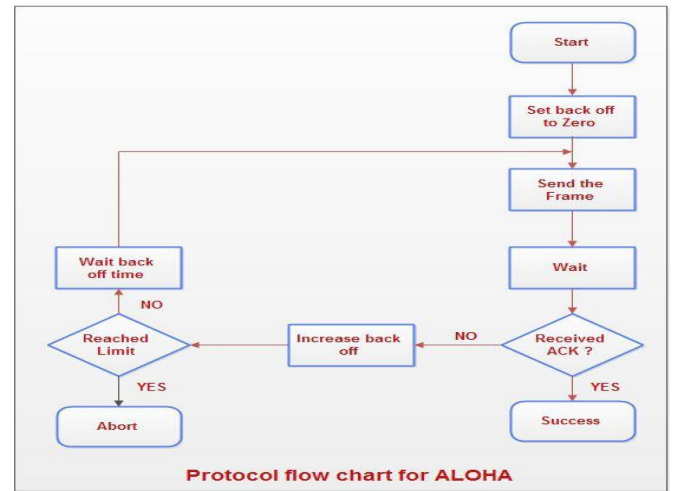 Start
Set back off
to Zero
Send the
Frame
Wait
Received
ACK ?
YES
Success
NO
Increase back
off
Reached
Limit
NO
Wait back
off time
YES
Abort
Protocol flow chart for ALOHA